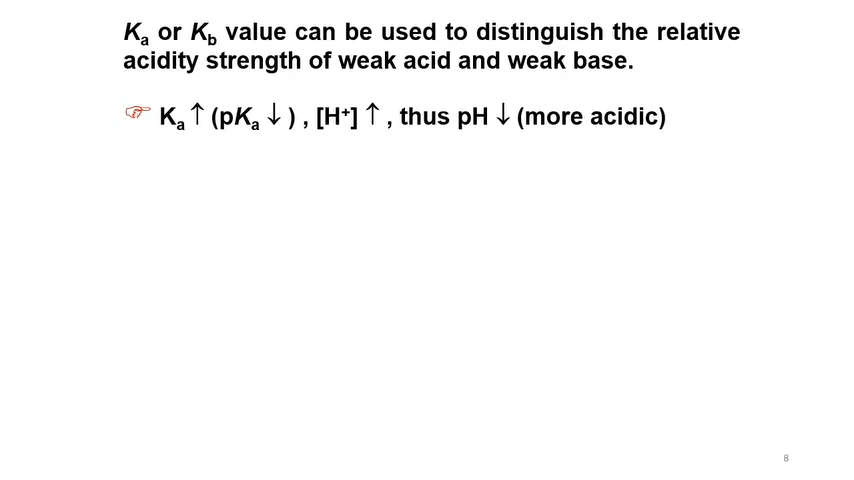 Ka or Kb value can be used to distinguish the relative
acidity strength of weak acid and weak base.
☞ Ka ↑ (pKa ↓ ) , [H⁺] ↑ , thus pH ↓ (more acidic)
8